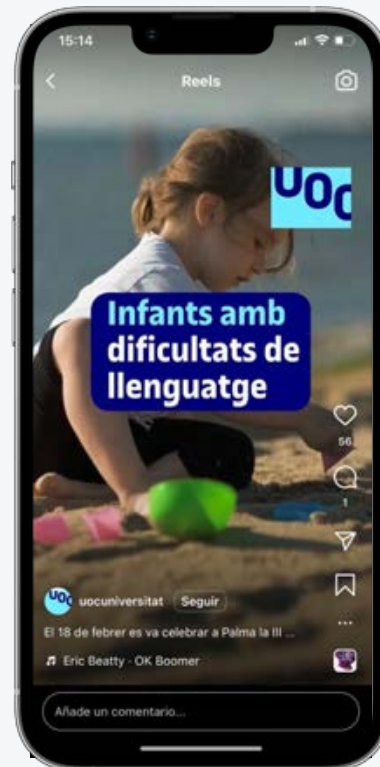 15:14
Reels
UOC
Infants amb
dificultats de
llenguatge
56
1
UOC
uocuniversitat Seguir
El 18 de febrer es va celebrar a Palma la III ...
Eric Beatty - OK Boomer
Añade un comentario...